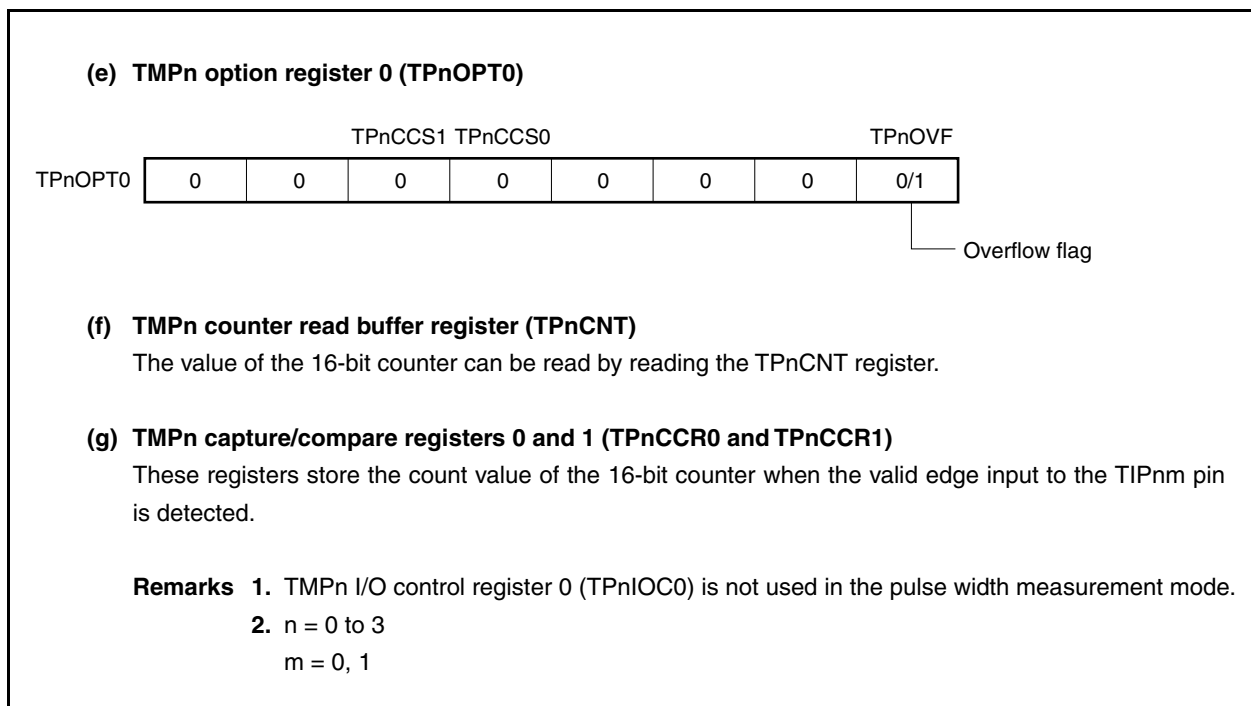 (e) TMPn option register 0 (TPnOPT0)
TPnCCS1 TPnCCS0 TPnOVF
TPnOPT0 0 0 0 0 0 0 0 0/1
Overflow flag
(f) TMPn counter read buffer register (TPnCNT)
The value of the 16-bit counter can be read by reading the TPnCNT register.
(g) TMPn capture/compare registers 0 and 1 (TPnCCR0 and TPnCCR1)
These registers store the count value of the 16-bit counter when the valid edge input to the TIPnm pin
is detected.
Remarks 1. TMPn I/O control register 0 (TPnIOC0) is not used in the pulse width measurement mode.
2. n = 0 to 3
m = 0, 1